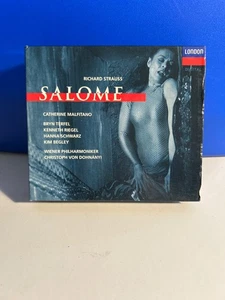 LONDON
RICHARD STRAUSS
SALOME
CATHERINE MALFITANO
BRYN TERFEL
KENNETH RIEGEL
HANNA SCHWARZ
KIM BEGLEY
WIENER PHILHARMONIKER
CHRISTOPH VON DOHNÁNYI